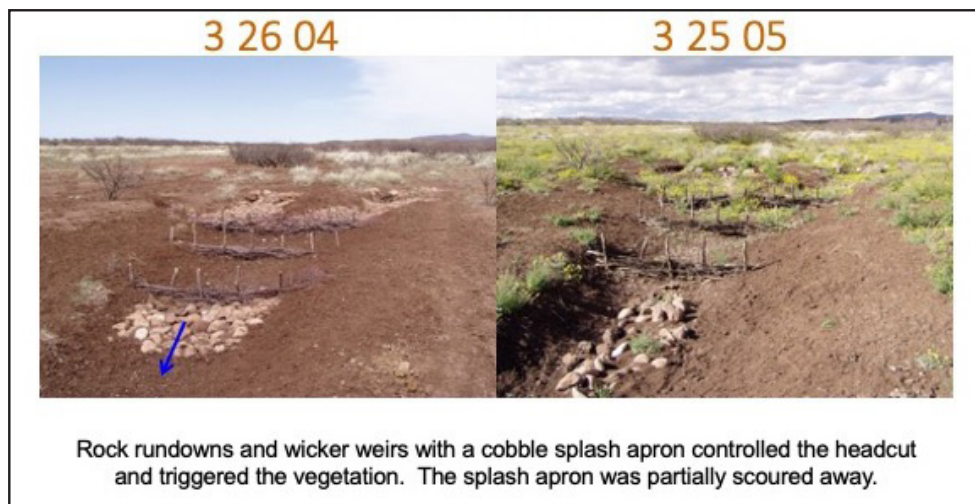 3 26 04
3 25 05
Rock rundowns and wicker weirs with a cobble splash apron controlled the headcut
and triggered the vegetation. The splash apron was partially scoured away.